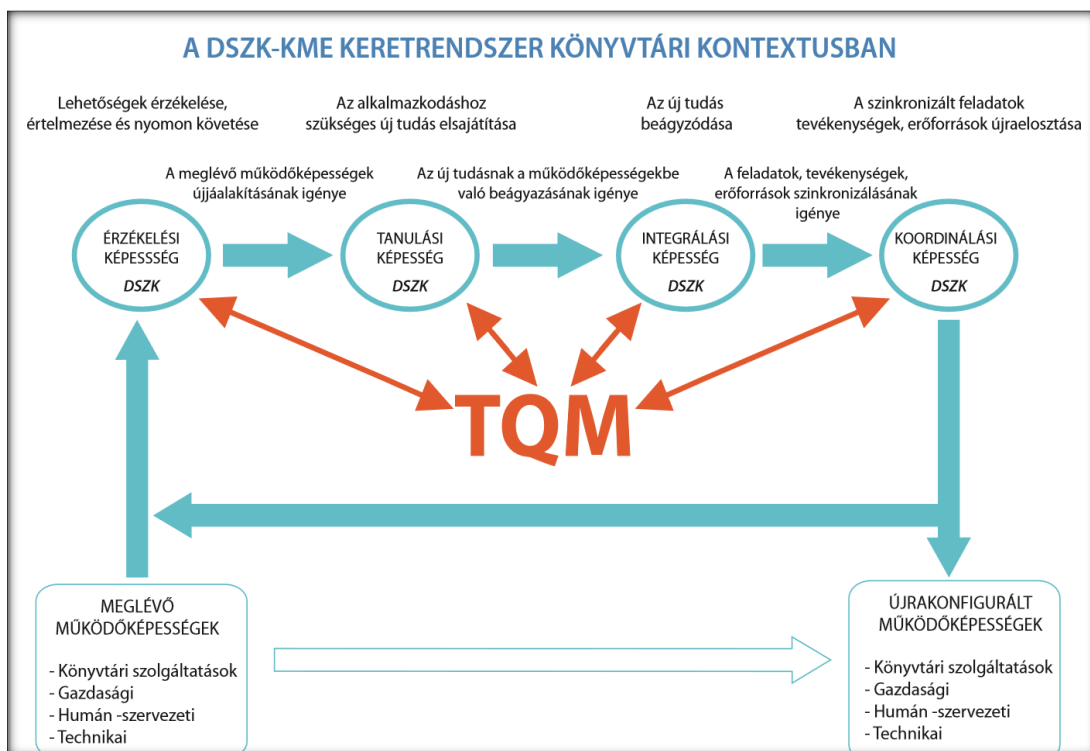 A DSZK-KME KERETRENDSZER KÖNYVTÁRI KONTEXTUSBAN
Lehetőségek érzékelése,
értelmezése és nyomon követése
Az alkalmazkodáshoz
szükséges új tudás elsajátítása
Az új tudás
beágyzódása
A szinkronizált feladatok
tevékenységek, erőforrások újraelosztása
A meglévő működőképességek
újjáalakításának igénye
Az új tudásnak a működőképességekbe
való beágyazásának igénye
A feladatok, tevékenységek,
erőforrások szinkronizálásának
igénye
ÉRZÉKELÉSI
KÉPESSSÉG
DSZK
TANULÁSI
KÉPESSÉG
DSZK
INTEGRÁLÁSI
KÉPESSÉG
DSZK
KOORDINÁLÁSI
KÉPESSÉG
DSZK
TQM
MEGLÉVŐ
MŰKÖDŐKÉPESSÉGEK
- Könyvtári szolgáltatások
- Gazdasági
- Humán -szervezeti
- Technikai
ÚJRAKONFIGURÁLT
MŰKÖDŐKÉPESSÉGEK
- Könyvtári szolgáltatások
- Gazdasági
- Humán -szervezeti
- Technikai